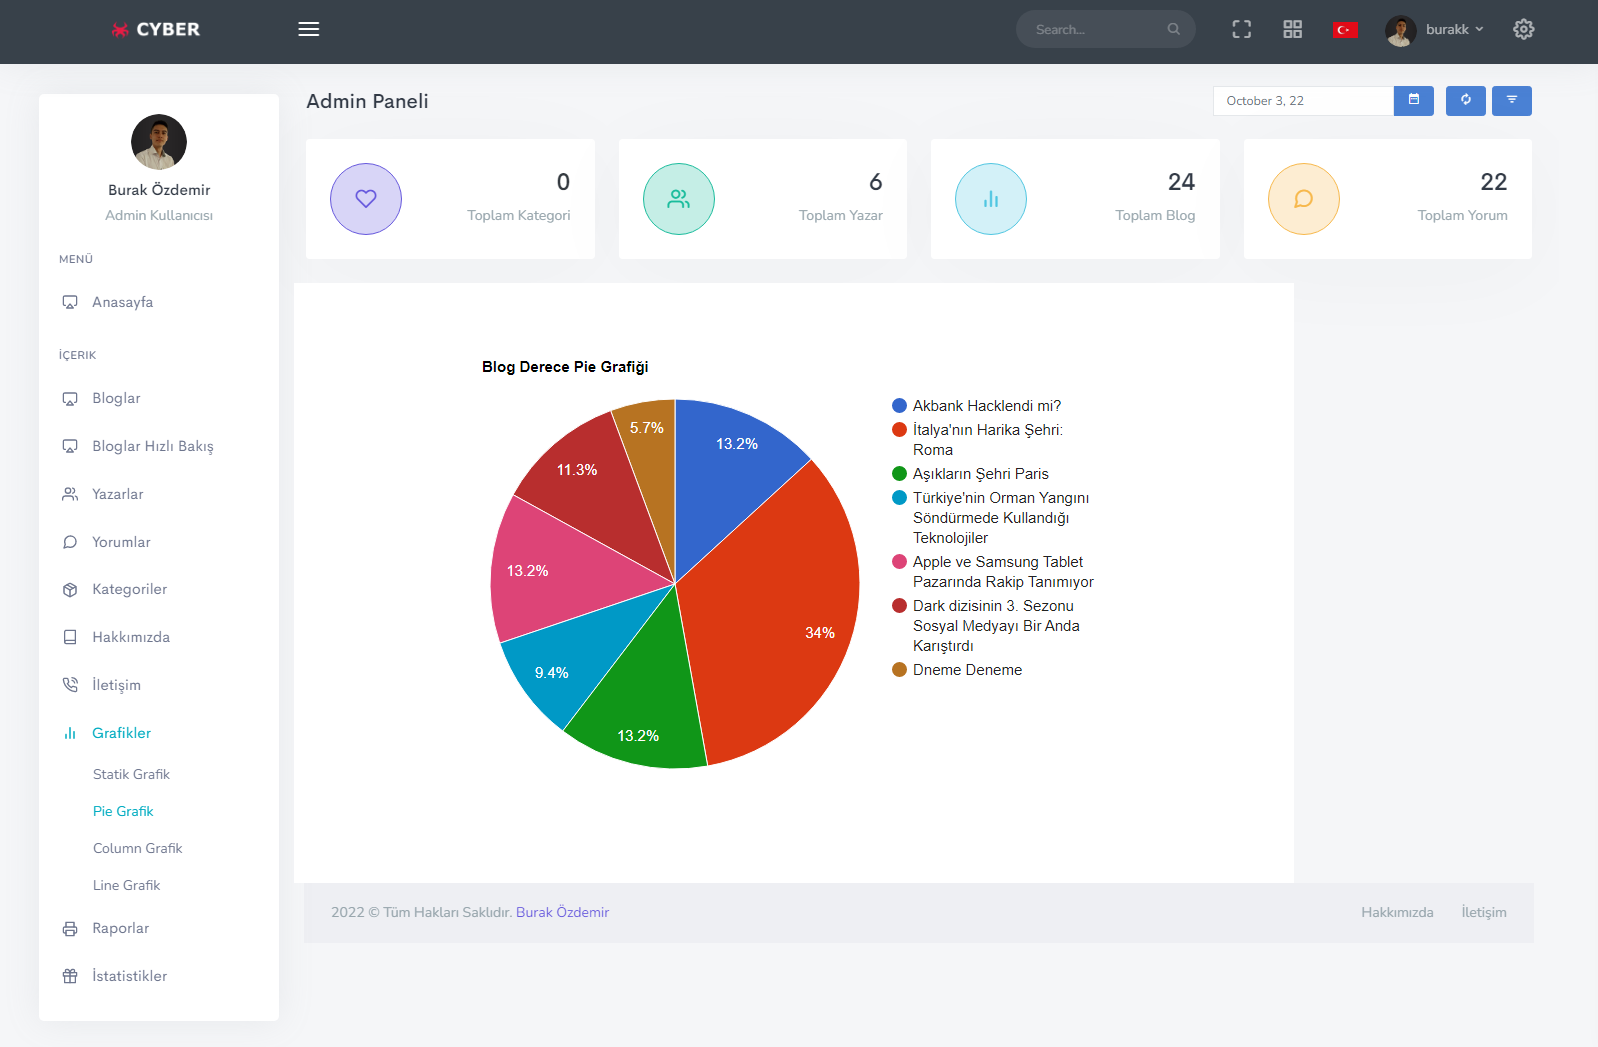 CYBER
Search...
burakk
Burak Özdemir
Admin Kullanıcısı
MENÜ
Anasayfa
İÇERIK
Bloglar
Bloglar Hızlı Bakış
Yazarlar
Yorumlar
Kategoriler
Hakkımızda
İletişim
Grafikler
Statik Grafik
Pie Grafik
Column Grafik
Line Grafik
Raporlar
İstatistikler
Admin Paneli
October 3, 22
0
Toplam Kategori
6
Toplam Yazar
24
Toplam Blog
22
Toplam Yorum
Blog Derece Pie Grafiği
5.7%
13.2%
11.3%
13.2%
34%
9.4%
13.2%
Akbank Hacklendi mi?
İtalya'nın Harika Şehri:
Roma
Aşıkların Şehri Paris
Türkiye'nin Orman Yangını
Söndürmede Kullandığı
Teknolojiler
Apple ve Samsung Tablet
Pazarında Rakip Tanımıyor
Dark dizisinin 3. Sezonu
Sosyal Medyayı Bir Anda
Karıştırdı
Dneme Deneme
2022 © Tüm Hakları Saklıdır. Burak Özdemir
Hakkımızda
İletişim